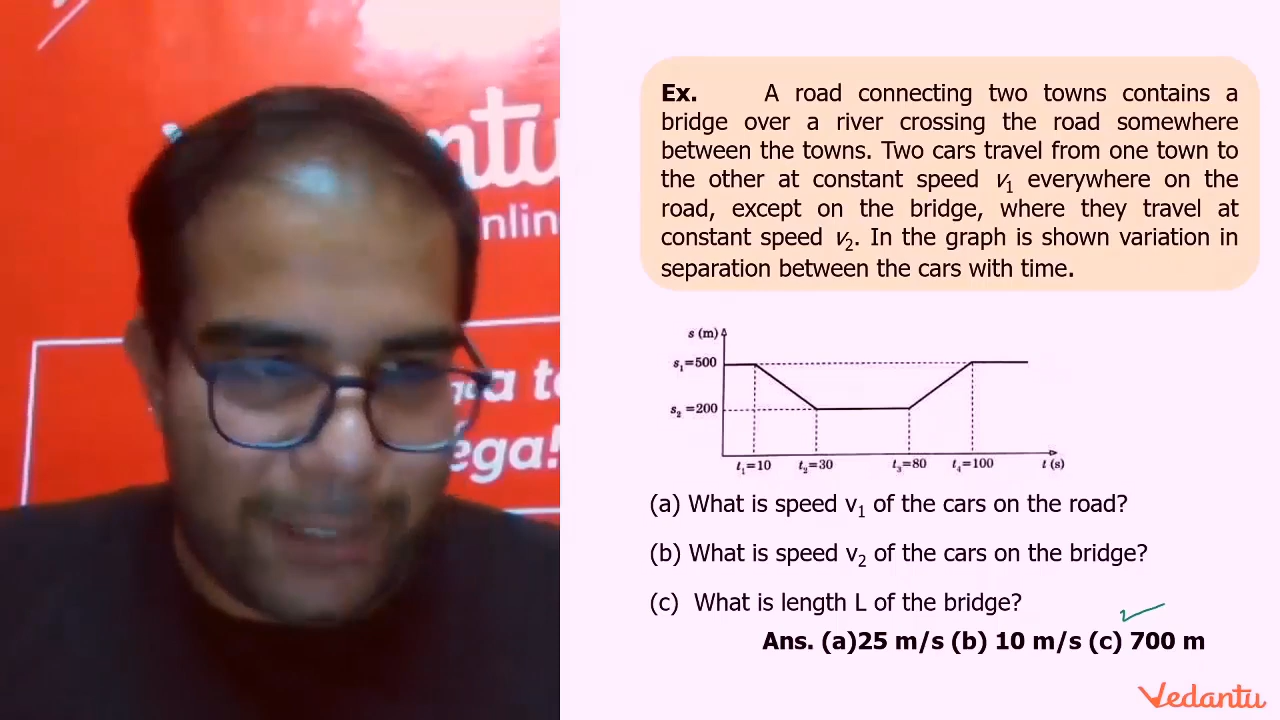 ntu
nlin
aga to
éga!
Ex. A road connecting two towns contains a
bridge over a river crossing the road somewhere
between the towns. Two cars travel from one town to
the other at constant speed v₁ everywhere on the
road, except on the bridge, where they travel at
constant speed v₂. In the graph is shown variation in
separation between the cars with time.
s (m)
s₁=500
s₂ =200
t₁=10 t₂=30 t₃=80 t₄=100 t (s)
(a) What is speed v₁ of the cars on the road?
(b) What is speed v₂ of the cars on the bridge?
(c) What is length L of the bridge?
Ans. (a)25 m/s (b) 10 m/s (c) 700 m
Vedantu